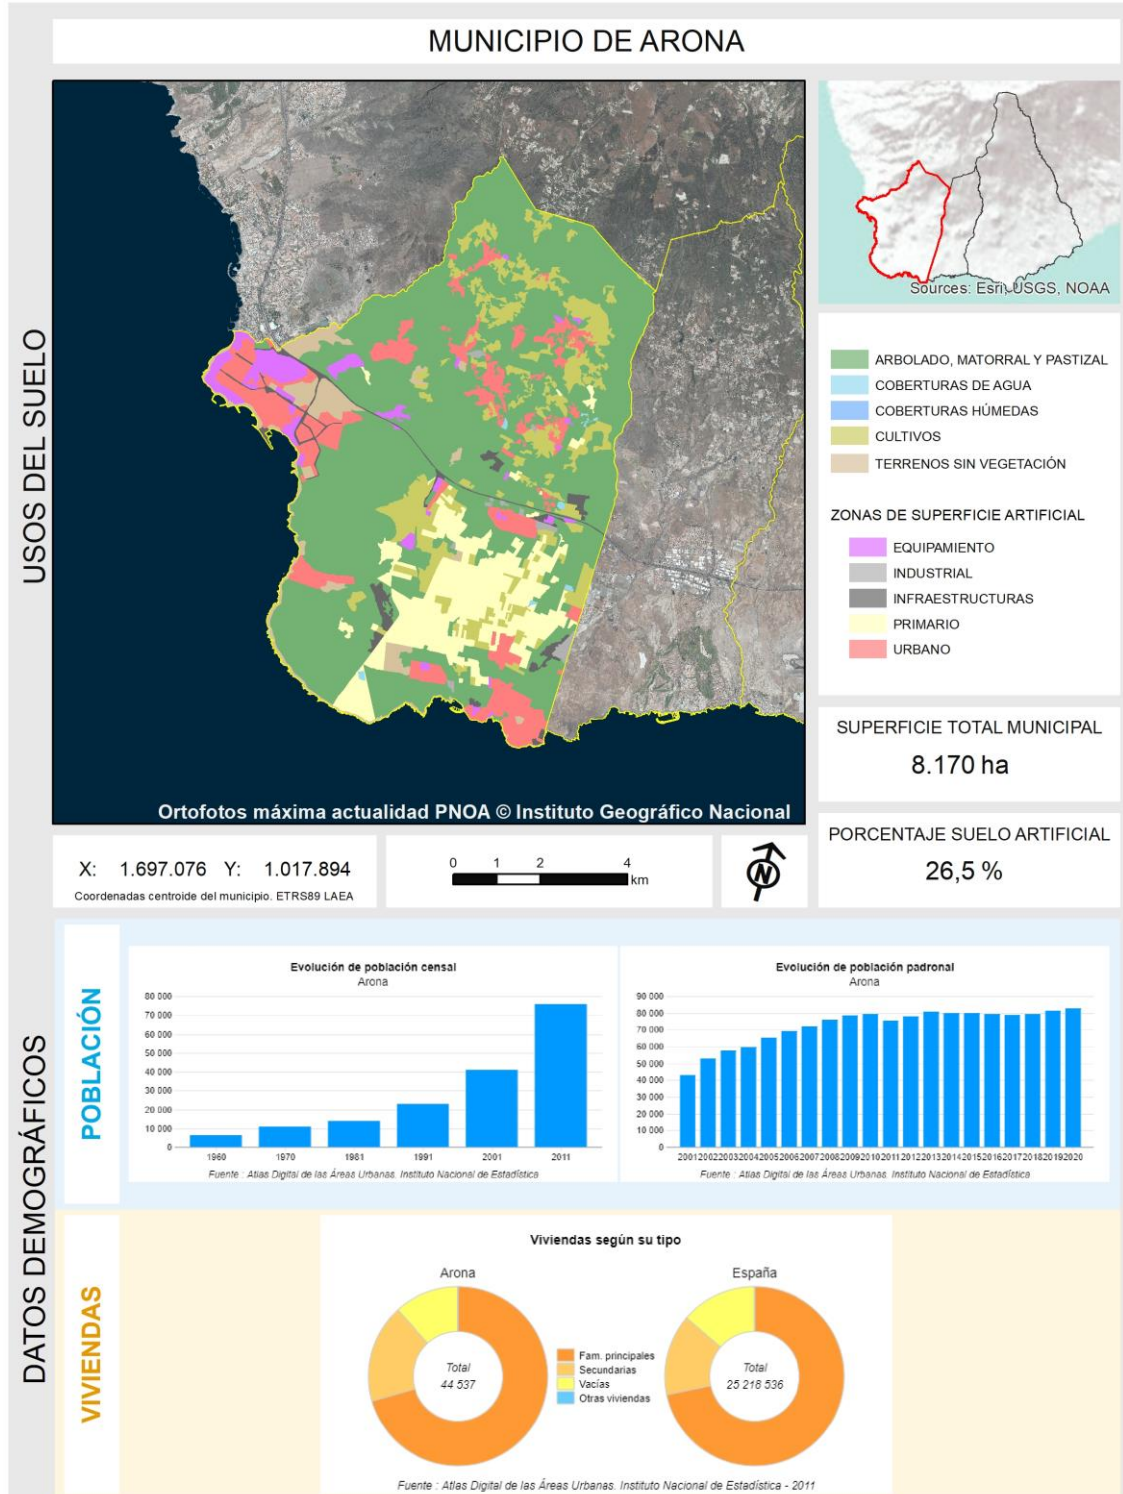 MUNICIPIO DE ARONA
USOS DEL SUELO
Sources: Esri, USGS, NOAA
ARBOLADO, MATORRAL Y PASTIZAL
COBERTURAS DE AGUA
COBERTURAS HÚMEDAS
CULTIVOS
TERRENOS SIN VEGETACIÓN
ZONAS DE SUPERFICIE ARTIFICIAL
EQUIPAMIENTO
INDUSTRIAL
INFRAESTRUCTURAS
PRIMARIO
URBANO
SUPERFICIE TOTAL MUNICIPAL
8.170 ha
Ortofotos máxima actualidad PNOA © Instituto Geográfico Nacional
PORCENTAJE SUELO ARTIFICIAL
26,5 %
X: 1.697.076 Y: 1.017.894
Coordenadas centroide del municipio. ETRS89 LAEA
0 1 2 4
km
N
DATOS DEMOGRÁFICOS
POBLACIÓN
Evolución de población censal
Arona
80 000
70 000
60 000
50 000
40 000
30 000
20 000
10 000
0
1960 1970 1981 1991 2001 2011
Fuente : Atlas Digital de las Áreas Urbanas. Instituto Nacional de Estadística
Evolución de población padronal
Arona
90 000
80 000
70 000
60 000
50 000
40 000
30 000
20 000
10 000
0
2001 2002 2003 2004 2005 2006 2007 2008 2009 2010 2011 2012 2013 2014 2015 2016 2017 2018 2019 2020
Fuente : Atlas Digital de las Áreas Urbanas. Instituto Nacional de Estadística
VIVIENDAS
Viviendas según su tipo
Arona
Total
44 537
Fam. principales
Secundarias
Vacías
Otras viviendas
España
Total
25 218 536
Fuente : Atlas Digital de las Áreas Urbanas. Instituto Nacional de Estadística - 2011